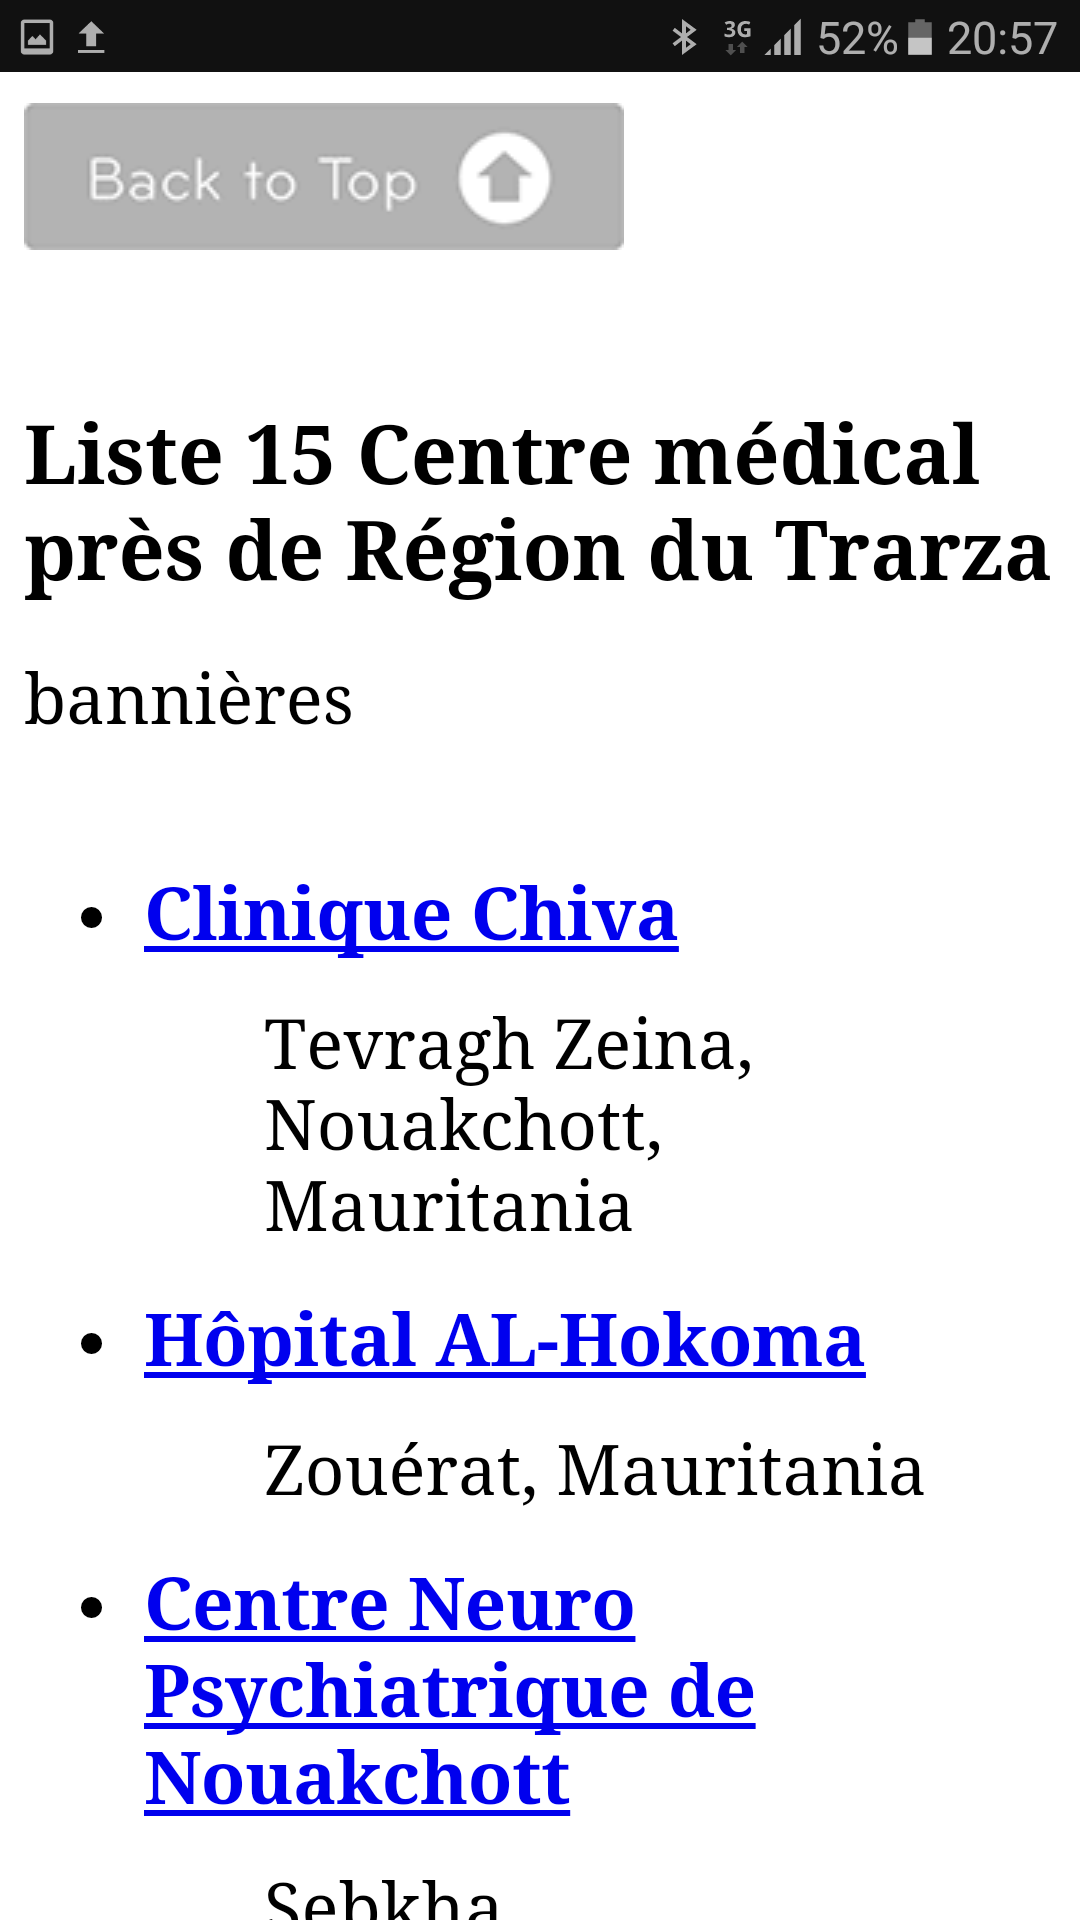 3G 52% 20:57
Back to Top
Liste 15 Centre médical
près de Région du Trarza
bannières
Clinique Chiva
Tevragh Zeina,
Nouakchott,
Mauritania
Hôpital AL-Hokoma
Zouérat, Mauritania
Centre Neuro
Psychiatrique de
Nouakchott
Sebkha